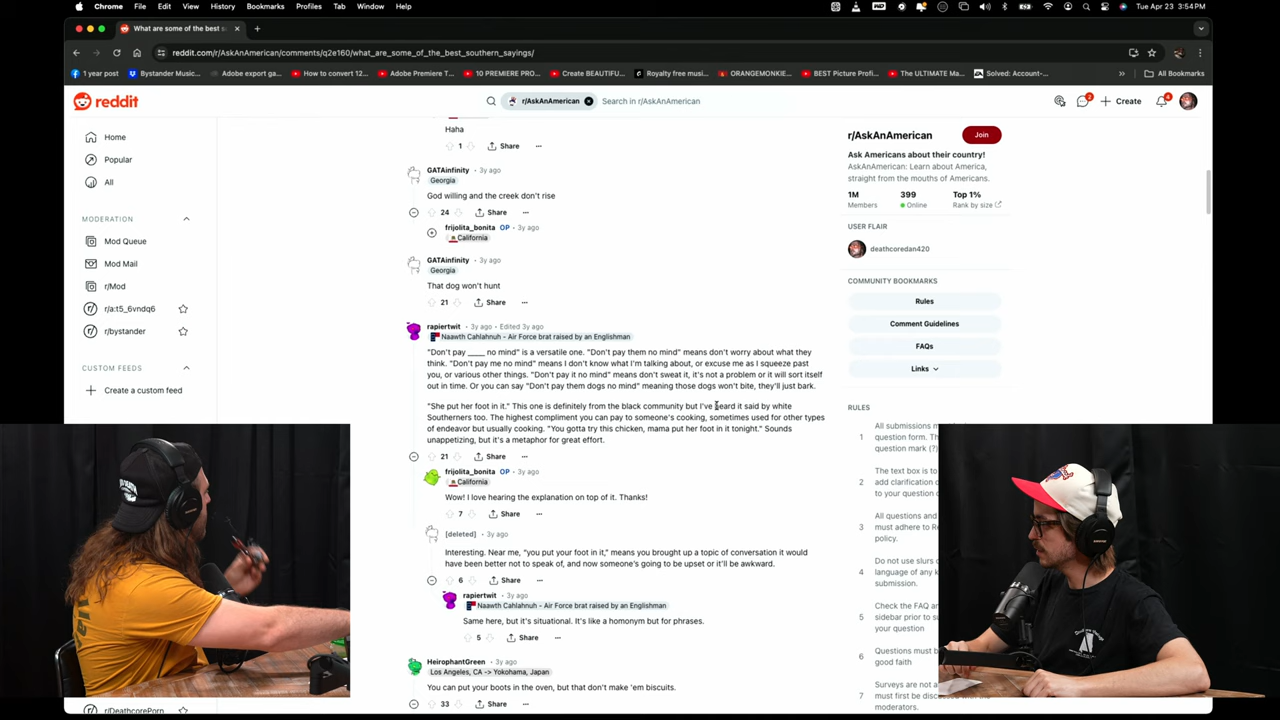 Chrome File Edit View History Bookmarks Profiles Tab Window Help
Tue Apr 23 3:54 PM
What are some of the best s
reddit.com/r/AskAnAmerican/comments/q2e160/what_are_some_of_the_best_southern_sayings/
1 year post
Bystander Music...
Adobe export ga...
How to convert 12...
Adobe Premiere T...
10 PREMIERE PRO...
Create BEAUTIFU...
Royalty free musi...
ORANGEMONKIE...
BEST Picture Profi...
The ULTIMATE Ma...
Solved: Account-...
All Bookmarks
reddit
r/AskAnAmerican
Search in r/AskAnAmerican
2
Create
4
Home
Popular
All
MODERATION
Mod Queue
Mod Mail
r/Mod
r/a:t5_6vndq6
r/bystander
CUSTOM FEEDS
Create a custom feed
r/DeathcorePorn
Haha
1 Share
GATAinfinity • 3y ago
Georgia
God willing and the creek don't rise
24 Share
frijolita_bonita OP • 3y ago
California
GATAinfinity • 3y ago
Georgia
That dog won't hunt
21 Share
rapiertwit • 3y ago • Edited 3y ago
Naawth Cahlahnuh - Air Force brat raised by an Englishman
"Don't pay ____ no mind" is a versatile one. "Don't pay them no mind" means don't worry about what they
think. "Don't pay me no mind" means I don't know what I'm talking about, or excuse me as I squeeze past
you, or various other things. "Don't pay it no mind" means don't sweat it, it's not a problem or it will sort itself
out in time. Or you can say "Don't pay them dogs no mind" meaning those dogs won't bite, they'll just bark.
"She put her foot in it." This one is definitely from the black community but I've heard it said by white
Southerners too. The highest compliment you can pay to someone's cooking, sometimes used for other types
of endeavor but usually cooking. "You gotta try this chicken, mama put her foot in it tonight." Sounds
unappetizing, but it's a metaphor for great effort.
21 Share
frijolita_bonita OP • 3y ago
California
Wow! I love hearing the explanation on top of it. Thanks!
7 Share
[deleted] • 3y ago
Interesting. Near me, "you put your foot in it," means you brought up a topic of conversation it would
have been better not to speak of, and now someone's going to be upset or it'll be awkward.
6 Share
rapiertwit • 3y ago
Naawth Cahlahnuh - Air Force brat raised by an Englishman
Same here, but it's situational. It's like a homonym but for phrases.
5 Share
HeirophantGreen • 3y ago
Los Angeles, CA -> Yokohama, Japan
You can put your boots in the oven, but that don't make 'em biscuits.
33 Share
r/AskAnAmerican
Join
Ask Americans about their country!
AskAnAmerican: Learn about America,
straight from the mouths of Americans.
1M 399 Top 1%
Members Online Rank by size
USER FLAIR
deathcoredan420
COMMUNITY BOOKMARKS
Rules
Comment Guidelines
FAQs
Links
RULES
1 All submissions m
question form. Th
question mark (?)
2 The text box is to
add clarification o
to your question
3 All questions and
must adhere to Re
policy.
4 Do not use slurs o
language of any k
submission.
5 Check the FAQ an
sidebar prior to su
your question
6 Questions must b
good faith
7 Surveys are not a
must first be discus
moderators.